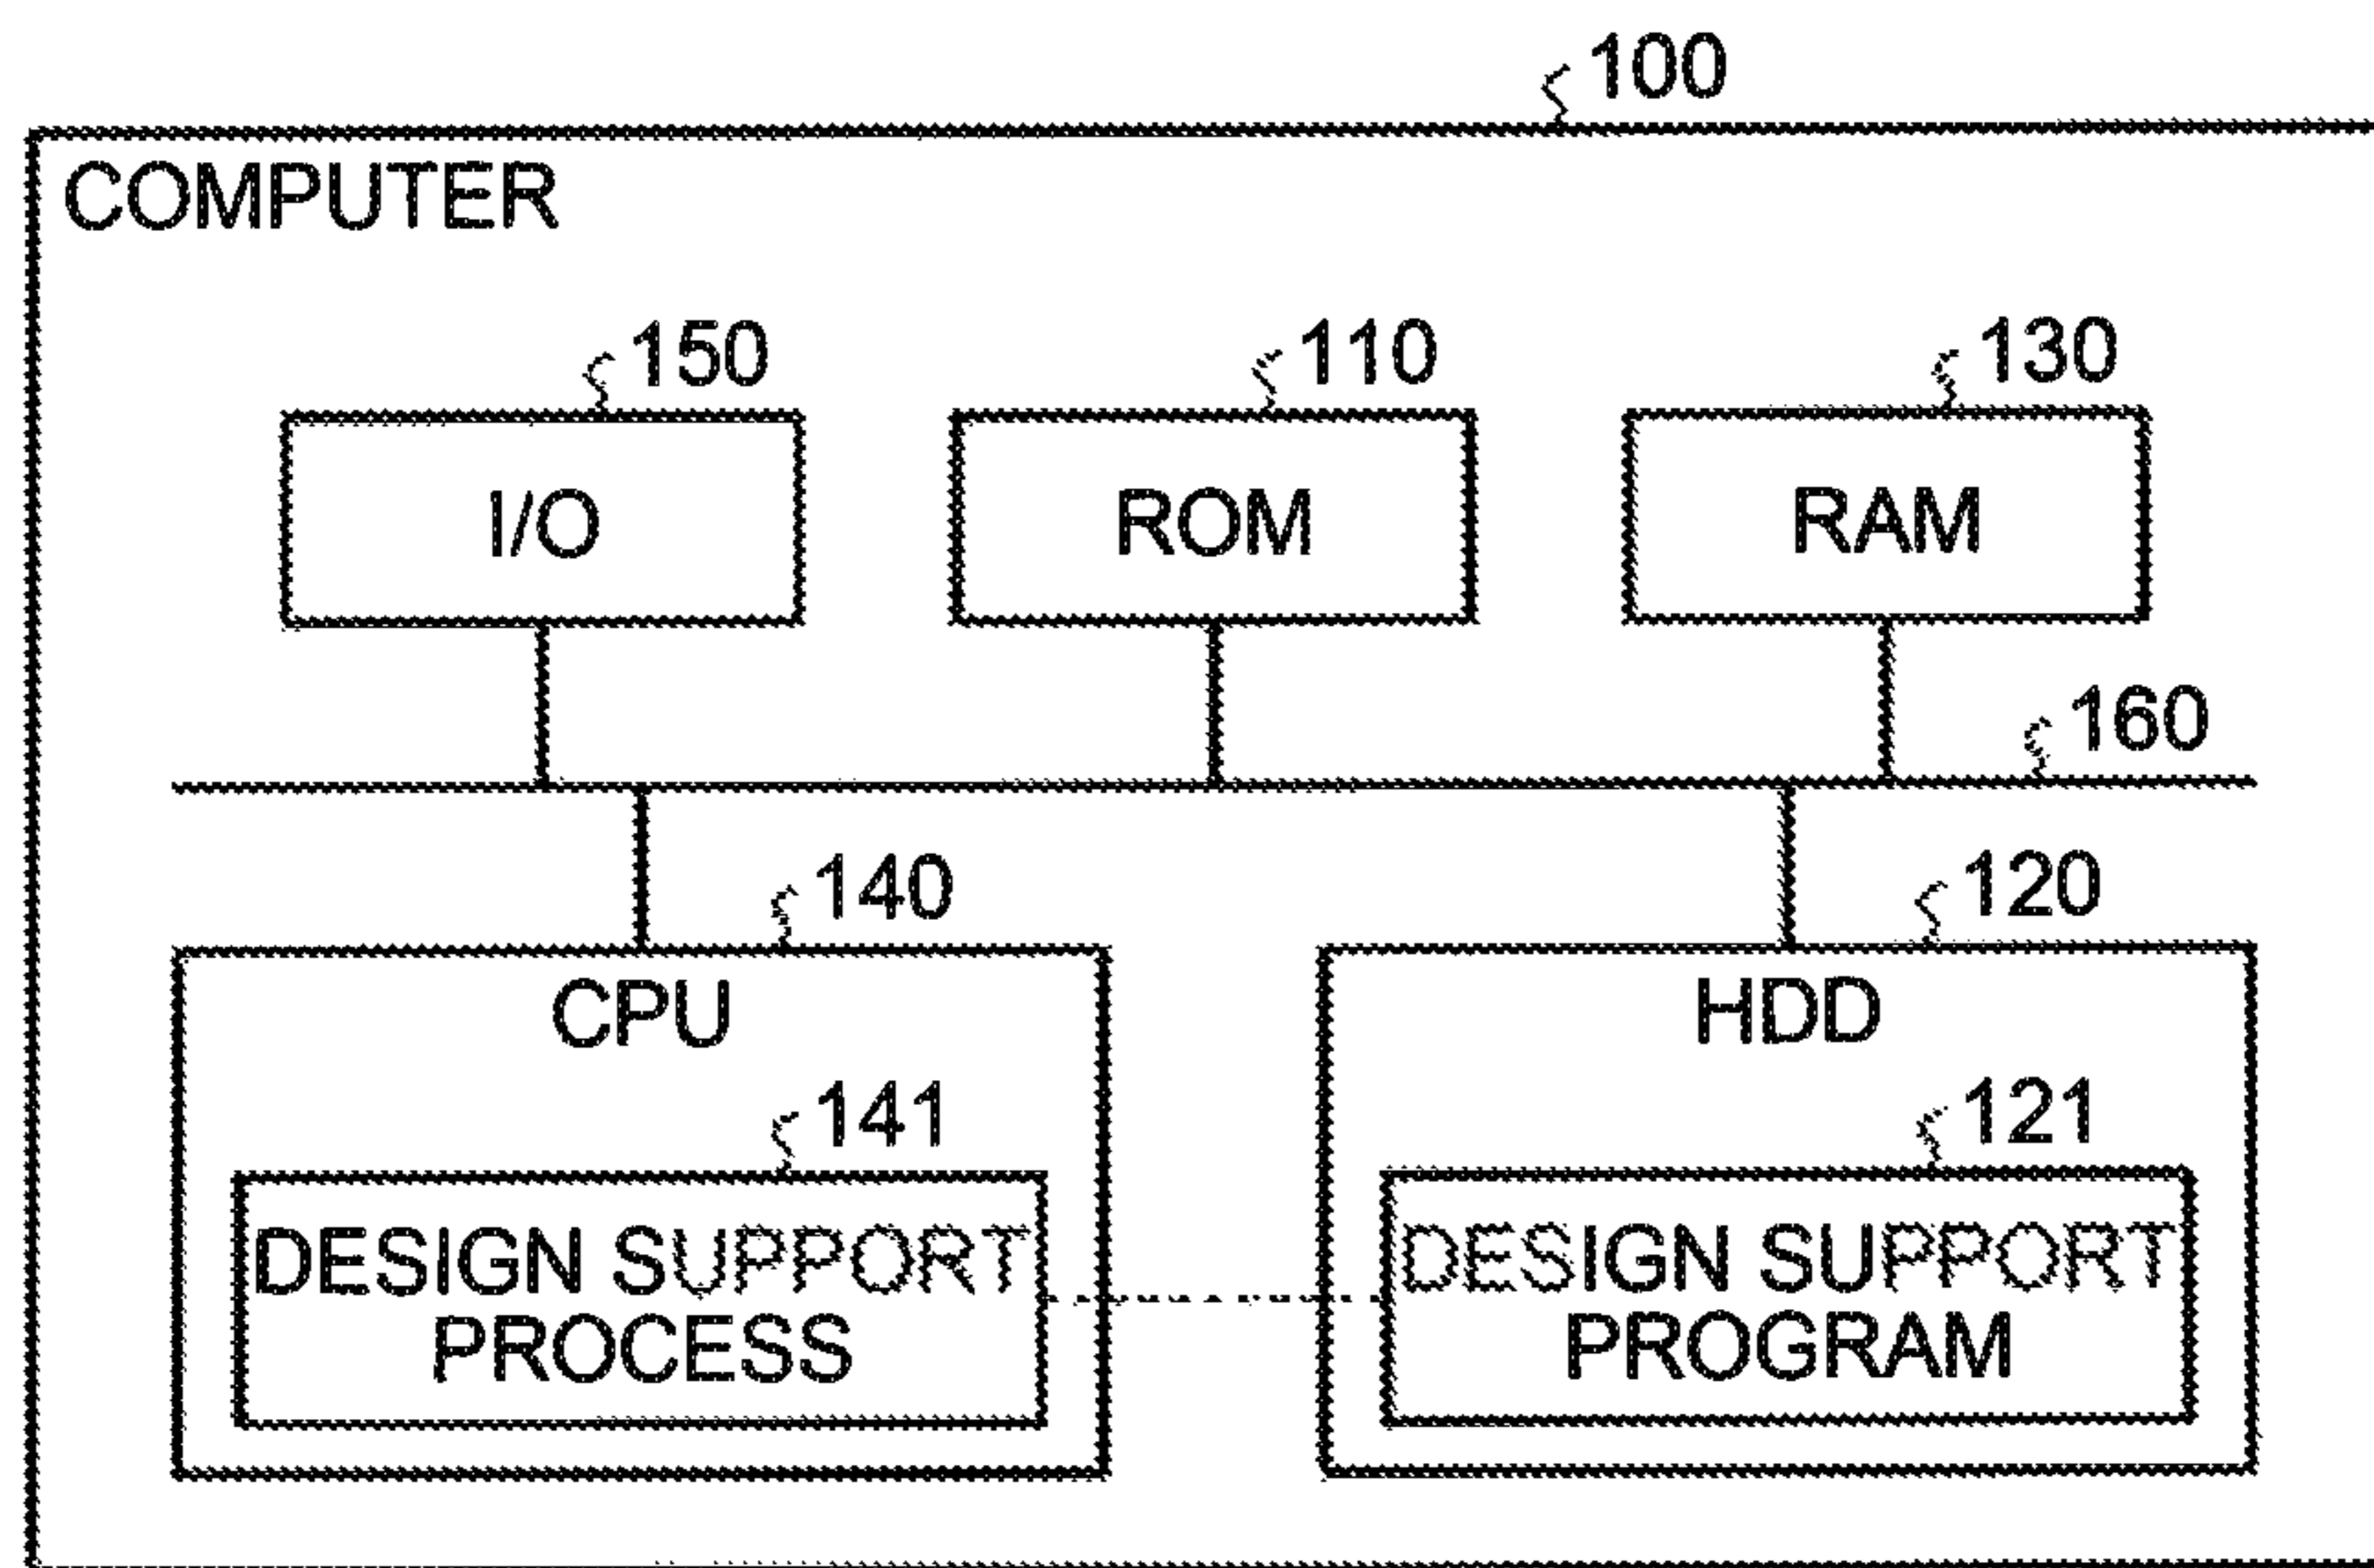 100
COMPUTER
150
110
130
I/O
ROM
RAM
160
140
120
CPU
HDD
141
121
DESIGN SUPPORT
PROCESS
DESIGN SUPPORT
PROGRAM